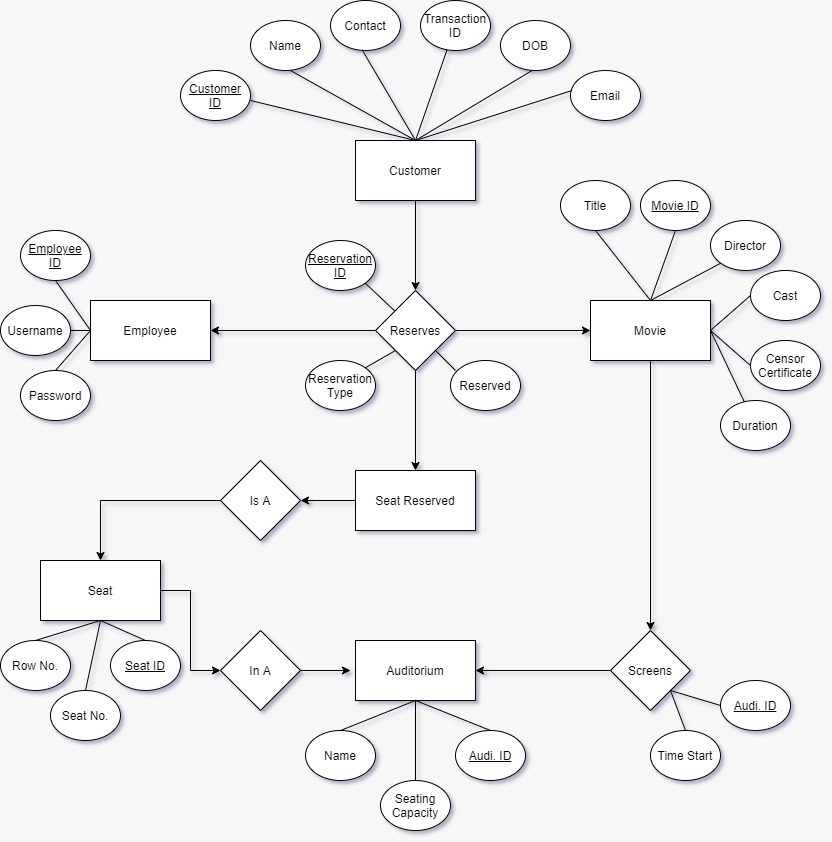 Contact
Transaction
ID
Name
DOB
Customer
ID
Email
Customer
Title
Movie ID
Employee
ID
Reservation
ID
Director
Cast
Username
Employee
Reserves
Movie
Censor
Certificate
Password
Reservation
Type
Reserved
Duration
Is A
Seat Reserved
Seat
Row No.
Seat ID
In A
Auditorium
Screens
Seat No.
Audi. ID
Name
Audi. ID
Time Start
Seating
Capacity